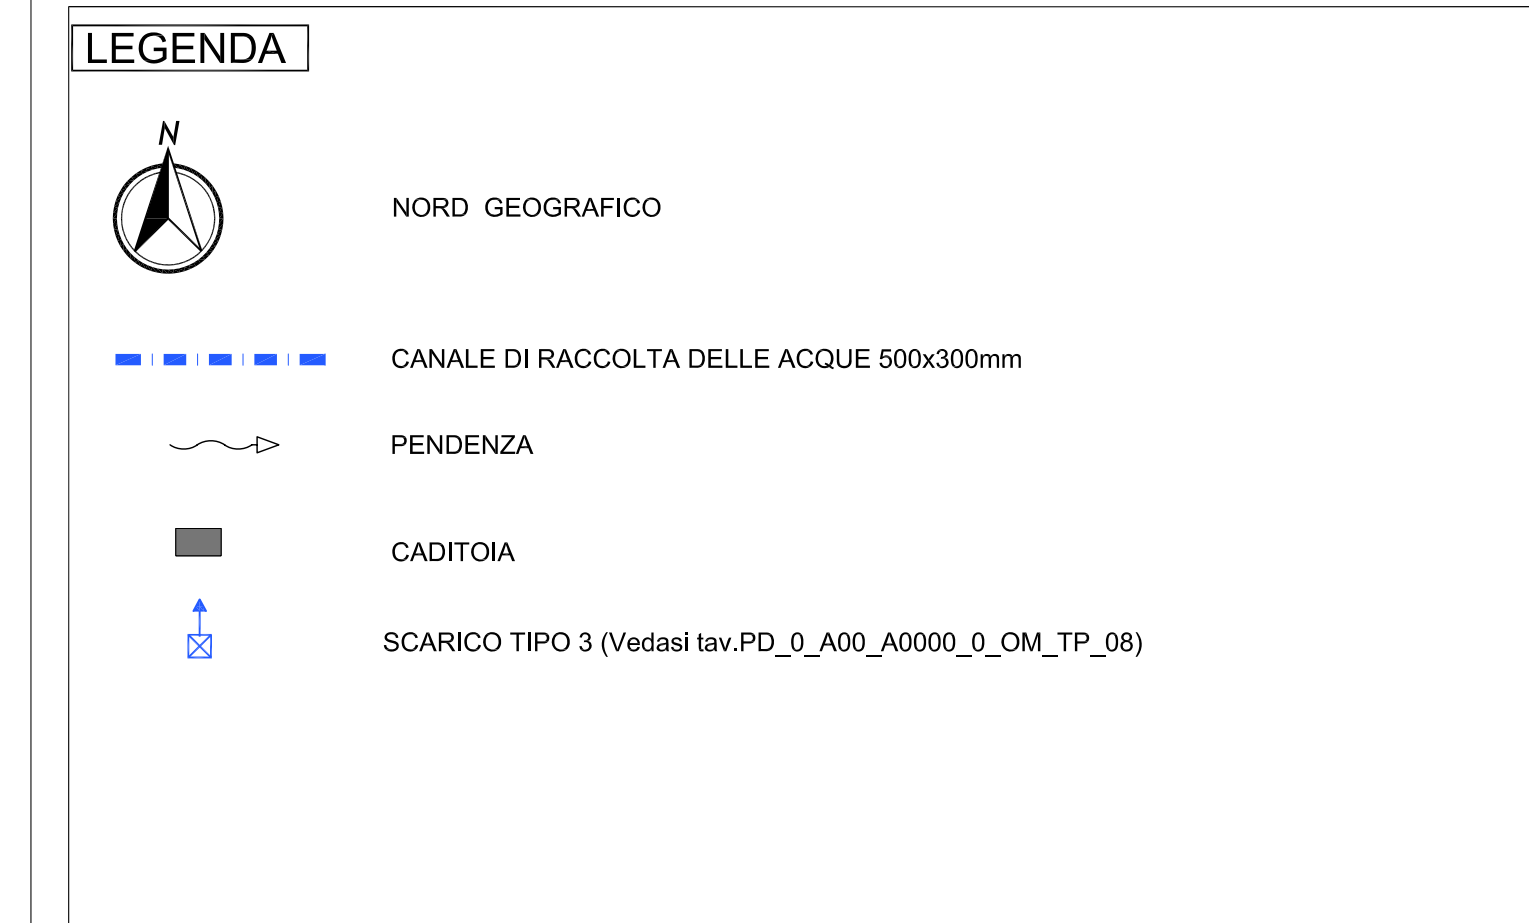 LEGENDA
N
NORD GEOGRAFICO
CANALE DI RACCOLTA DELLE ACQUE 500x300mm
PENDENZA
CADITOIA
SCARICO TIPO 3 (Vedasi tav.PD_0_A00_A0000_0_OM_TP_08)